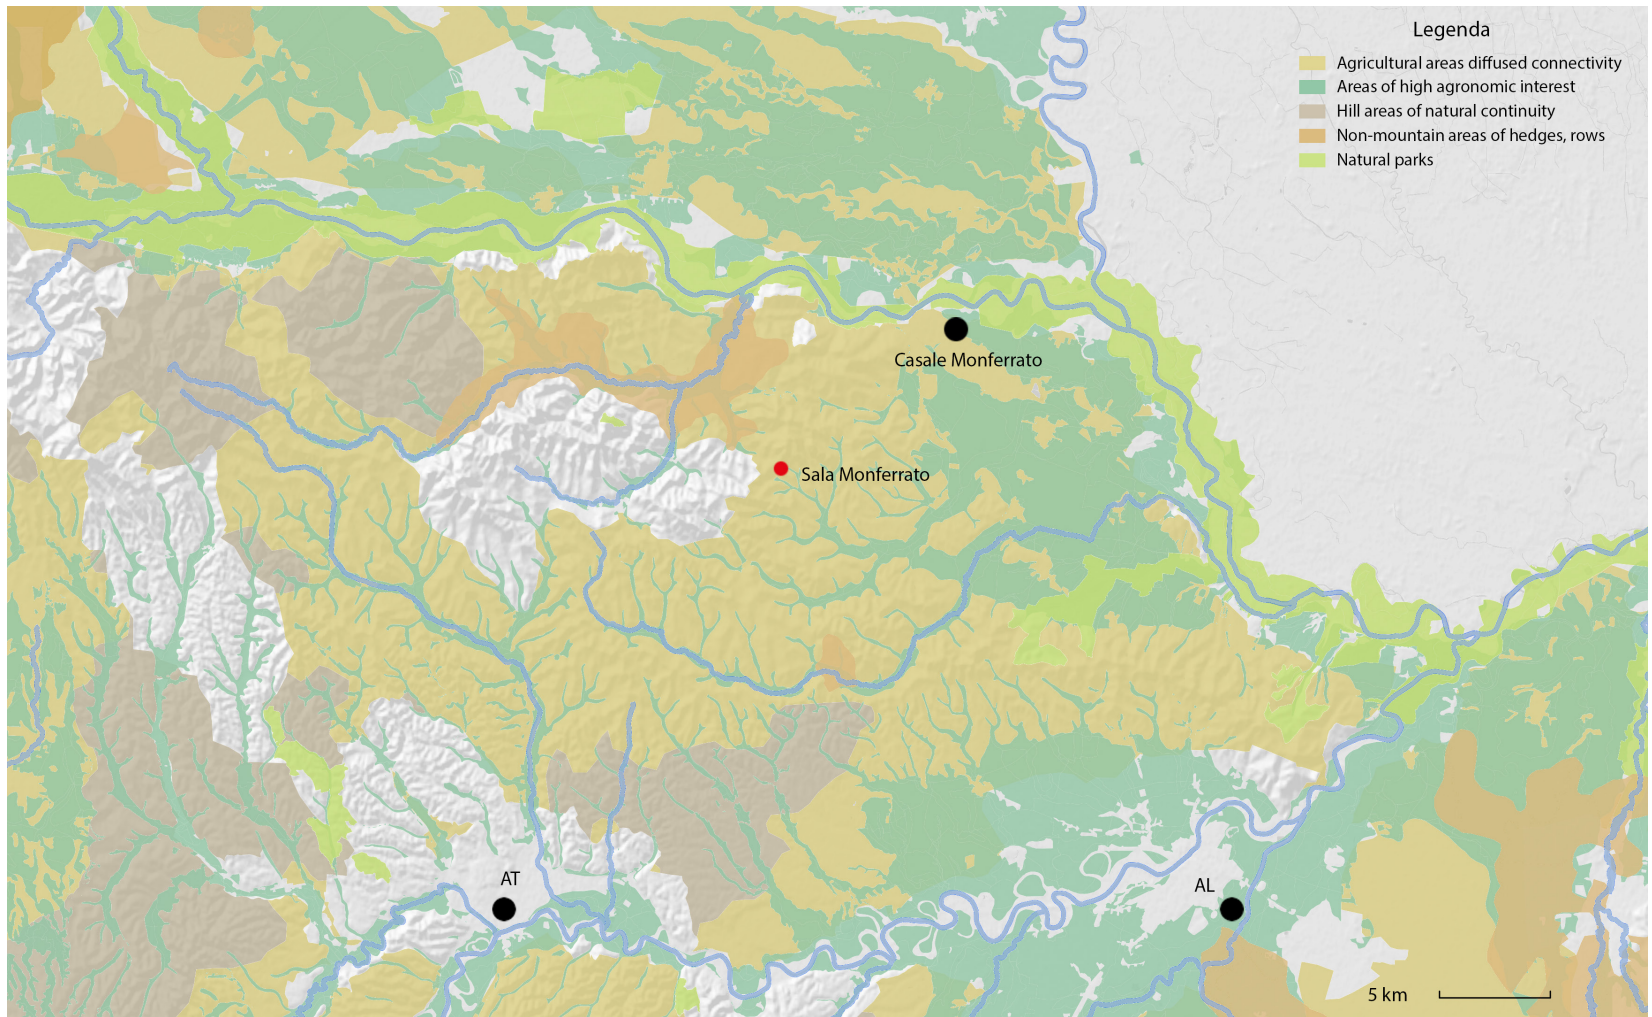 Legenda
Agricultural areas diffused connectivity
Areas of high agronomic interest
Hill areas of natural continuity
Non-mountain areas of hedges, rows
Natural parks
Casale Monferrato
Sala Monferrato
AT
AL
5 km